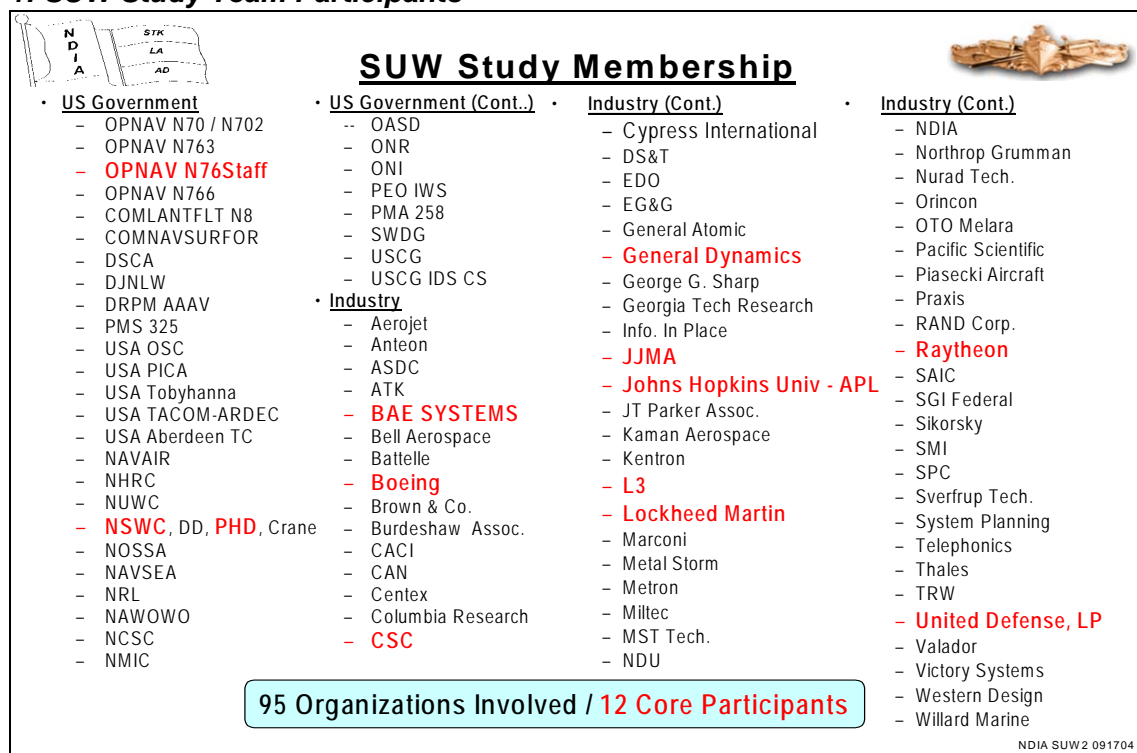 SUW Study Membership
N
D
I
A
STK
LA
AD
• US Government
– OPNAV N70 / N702
– OPNAV N763
– OPNAV N76Staff
– OPNAV N766
– COMLANTFLT N8
– COMNAVSURFOR
– DSCA
– DJNLW
– DRPM AAAV
– PMS 325
– USA OSC
– USA PICA
– USA Tobyhanna
– USA TACOM-ARDEC
– USA Aberdeen TC
– NAVAIR
– NHRC
– NUWC
– NSWC, DD, PHD, Crane
– NOSSA
– NAVSEA
– NRL
– NAWOWO
– NCSC
– NMIC
• US Government (Cont..)
-- OASD
– ONR
– ONI
– PEO IWS
– PMA 258
– SWDG
– USCG
– USCG IDS CS
• Industry
– Aerojet
– Anteon
– ASDC
– ATK
– BAE SYSTEMS
– Bell Aerospace
– Battelle
– Boeing
– Brown & Co.
– Burdeshaw Assoc.
– CACI
– CAN
– Centex
– Columbia Research
– CSC
• Industry (Cont.)
– Cypress International
– DS&T
– EDO
– EG&G
– General Atomic
– General Dynamics
– George G. Sharp
– Georgia Tech Research
– Info. In Place
– JJMA
– Johns Hopkins Univ - APL
– JT Parker Assoc.
– Kaman Aerospace
– Kentron
– L3
– Lockheed Martin
– Marconi
– Metal Storm
– Metron
– Miltec
– MST Tech.
– NDU
• Industry (Cont.)
– NDIA
– Northrop Grumman
– Nurad Tech.
– Orincon
– OTO Melara
– Pacific Scientific
– Piasecki Aircraft
– Praxis
– RAND Corp.
– Raytheon
– SAIC
– SGI Federal
– Sikorsky
– SMI
– SPC
– Sverfrup Tech.
– System Planning
– Telephonics
– Thales
– TRW
– United Defense, LP
– Valador
– Victory Systems
– Western Design
– Willard Marine
95 Organizations Involved / 12 Core Participants
NDIA SUW2 091704